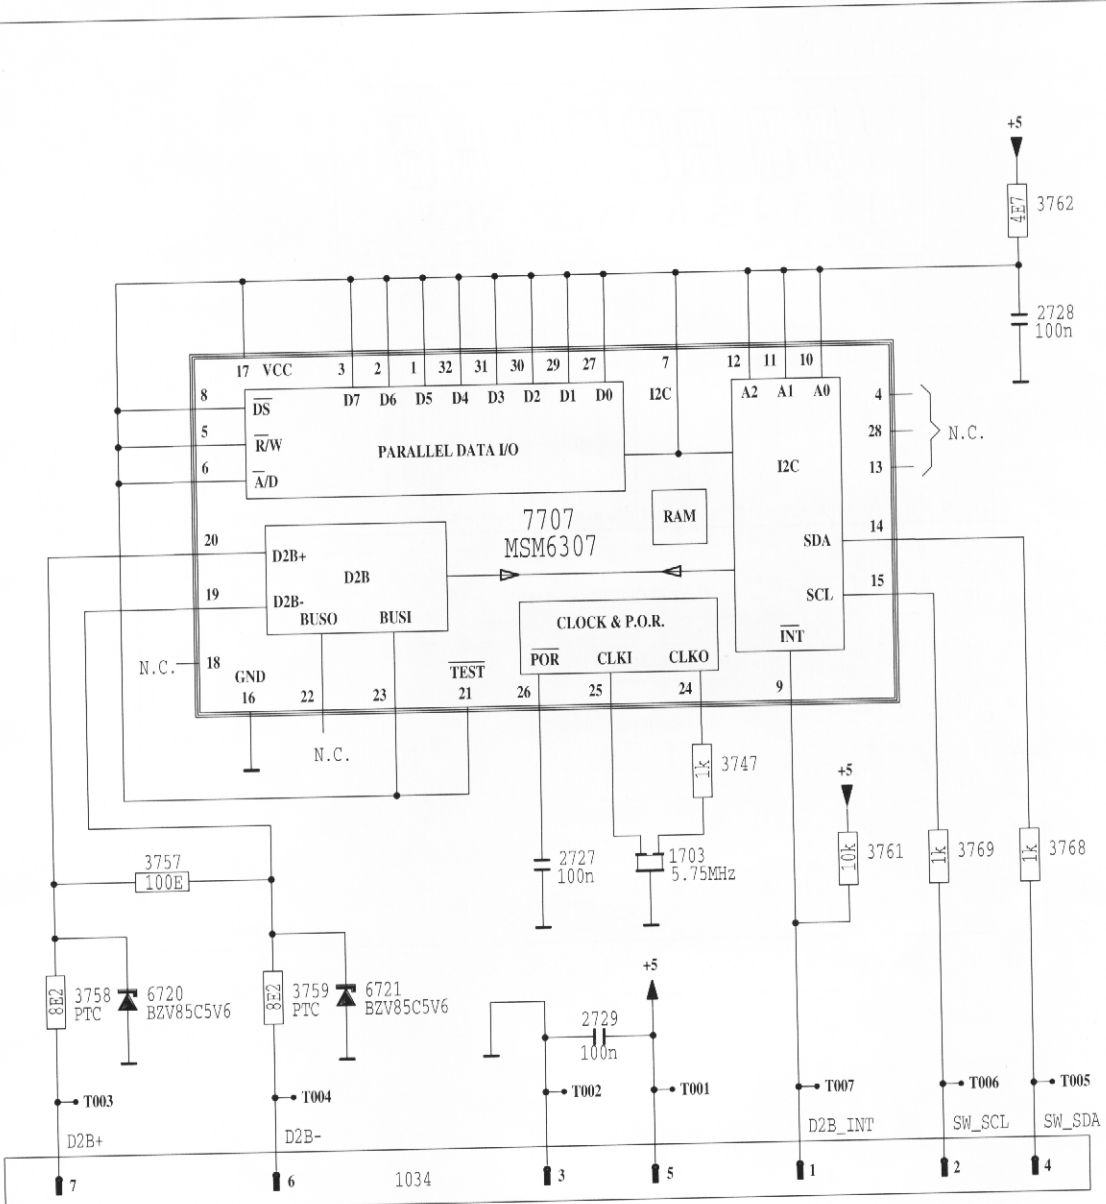 +5
4E7 3762
2728
100n
17 VCC 3 2 1 32 31 30 29 27 7 12 11 10
8 DS D7 D6 D5 D4 D3 D2 D1 D0 I2C A2 A1 A0 4
5 R/W PARALLEL DATA I/O I2C 28 N.C.
6 A/D 13
RAM
7707
MSM6307
20 D2B+ D2B SDA 14
19 D2B- SCL 15
BUSO BUSI CLOCK & P.O.R. INT
N.C. 18 POR CLKI CLKO
GND TEST
16 22 23 21 26 25 24 9
N.C.
1k 3747
+5
10k 3761 1k 3769 1k 3768
3757
100E
2727
100n
1703
5.75MHz
+5
8E2 3758
PTC
6720
BZV85C5V6
8E2 3759
PTC
6721
BZV85C5V6
2729
100n
T003 T004 T002 T001 T007 T006 T005
D2B+ D2B- D2B_INT SW_SCL SW_SDA
7 6 1034 3 5 1 2 4